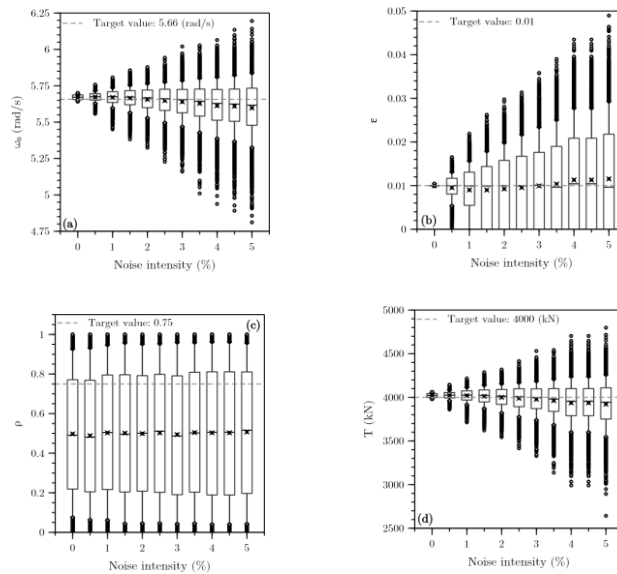 6.25
6
5.75
5.5
5.25
5
4.75
ω₀ (rad/s)
Target value: 5.66 (rad/s)
(a)
0 1 2 3 4 5
Noise intensity (%)
0.05
0.04
0.03
0.02
0.01
0
ε
Target value: 0.01
(b)
0 1 2 3 4 5
Noise intensity (%)
1
0.8
0.6
0.4
0.2
0
ρ
Target value: 0.75
(c)
0 1 2 3 4 5
Noise intensity (%)
5000
4500
4000
3500
3000
2500
T (kN)
Target value: 4000 (kN)
(d)
0 1 2 3 4 5
Noise intensity (%)